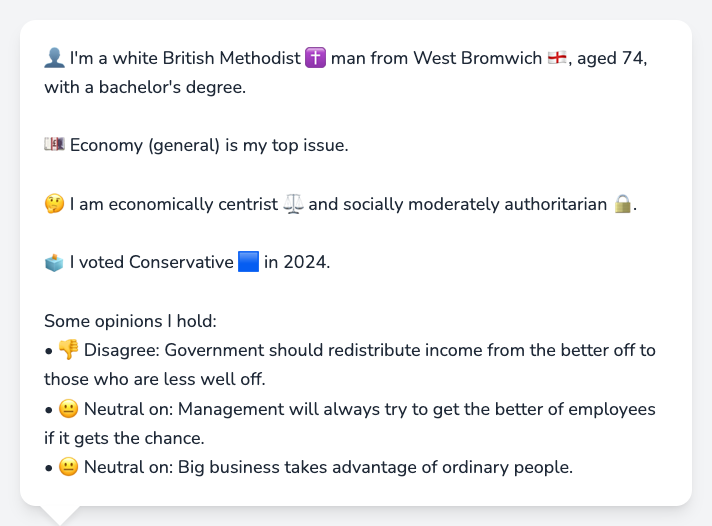 👤 I'm a white British Methodist ✝️ man from West Bromwich 🏴󠁧󠁢󠁥󠁮󠁧󠁿, aged 74,
with a bachelor's degree.
💷 Economy (general) is my top issue.
🤔 I am economically centrist ⚖️ and socially moderately authoritarian 🔒.
🗳️ I voted Conservative 🟦 in 2024.
Some opinions I hold:
• 👎 Disagree: Government should redistribute income from the better off to
those who are less well off.
• 😐 Neutral on: Management will always try to get the better of employees
if it gets the chance.
• 😐 Neutral on: Big business takes advantage of ordinary people.